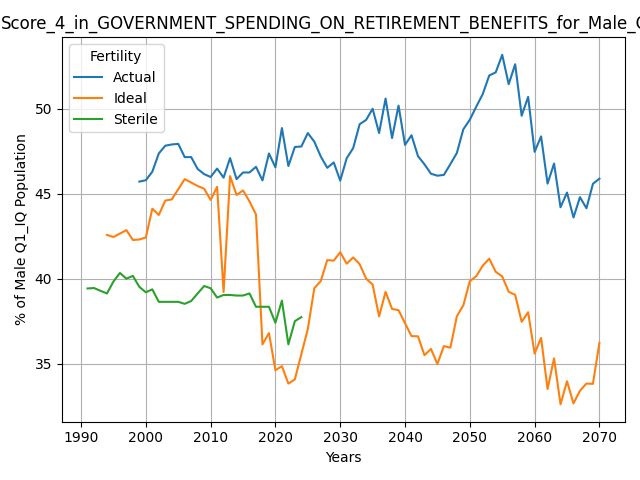 Score_4_in_GOVERNMENT_SPENDING_ON_RETIREMENT_BENEFITS_for_Male_
Fertility
Actual
Ideal
Sterile
% of Male Q1_IQ Population
50
45
40
35
1990 2000 2010 2020 2030 2040 2050 2060 2070
Years